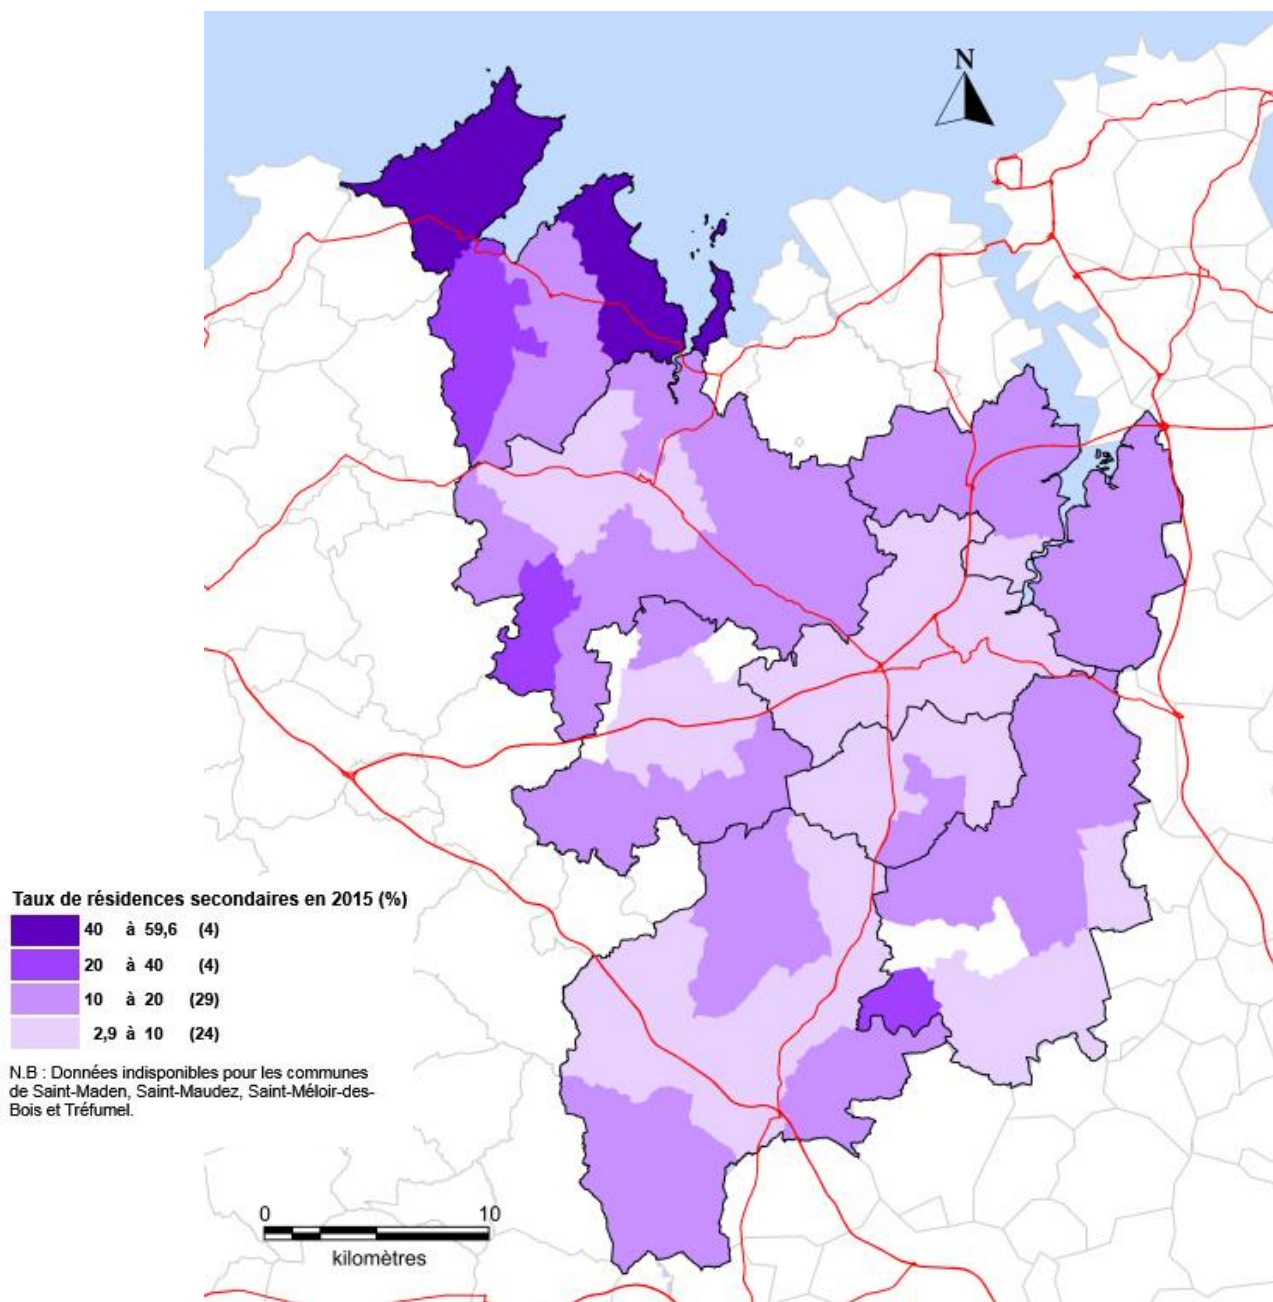 N
Taux de résidences secondaires en 2015 (%)
40 à 59,6 (4)
20 à 40 (4)
10 à 20 (29)
2,9 à 10 (24)
N.B : Données indisponibles pour les communes
de Saint-Maden, Saint-Maudez, Saint-Méloir-des-
Bois et Tréfumel.
0 10
kilomètres